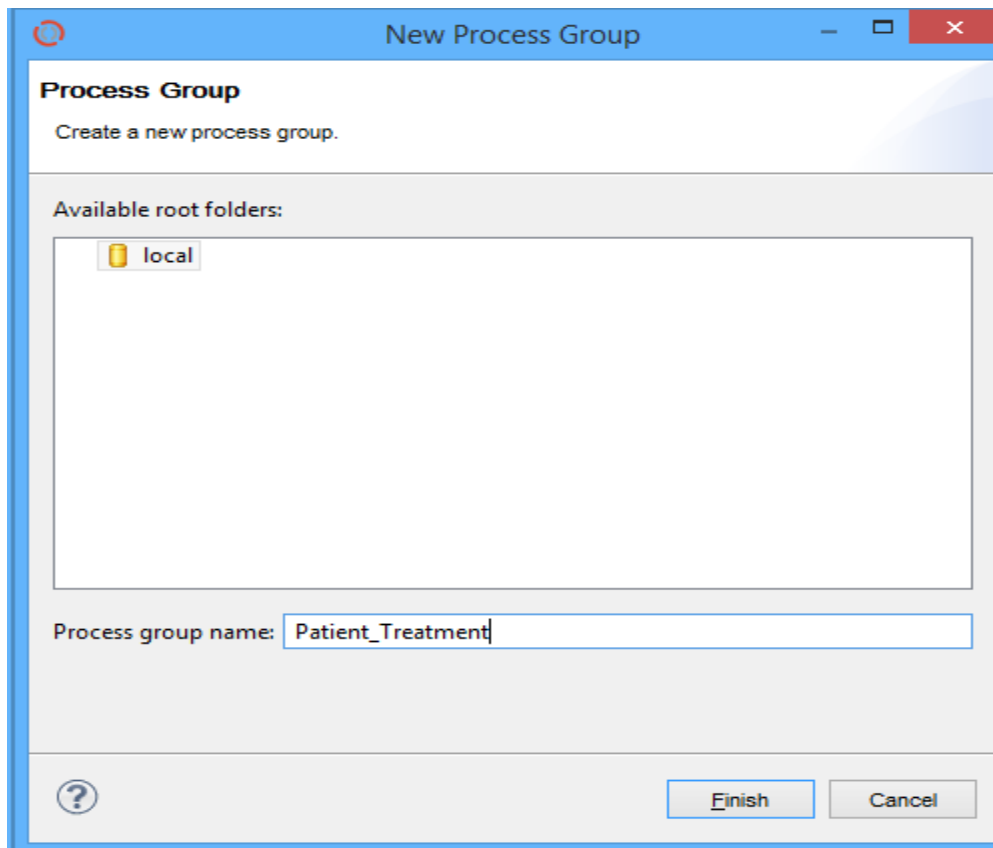 New Process Group
Process Group
Create a new process group.
Available root folders:
local
Process group name: Patient_Treatment
? Finish Cancel